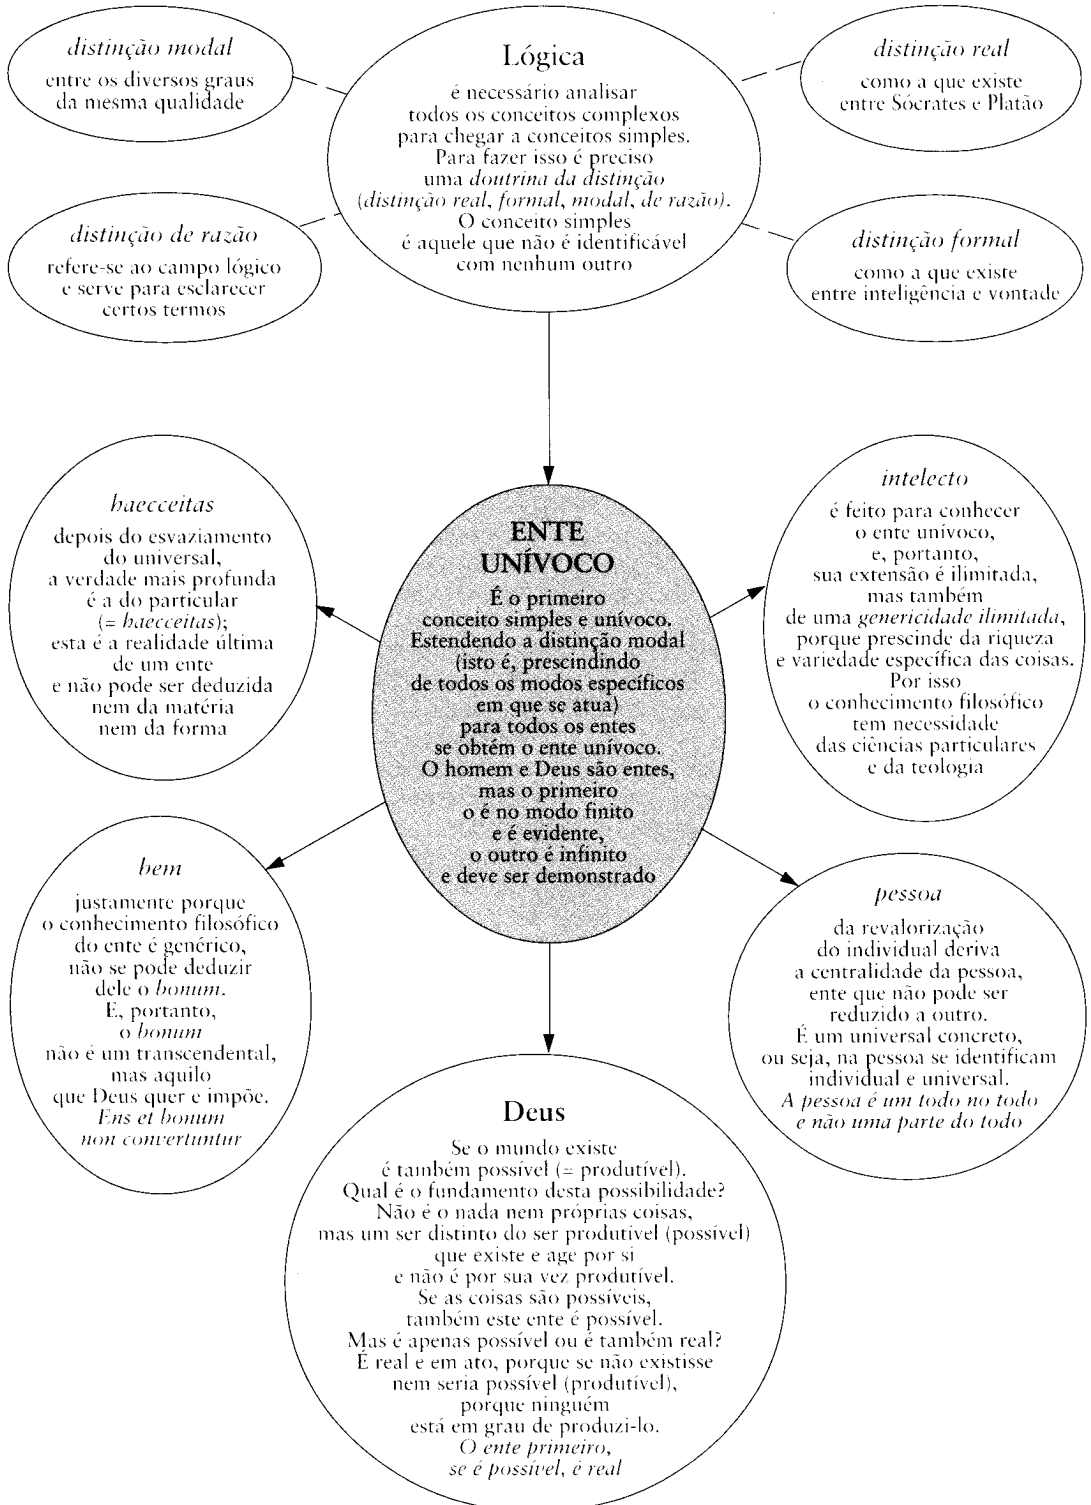 distinção modal
entre os diversos graus
da mesma qualidade
Lógica
é necessário analisar
todos os conceitos complexos
para chegar a conceitos simples.
Para fazer isso é preciso
uma doutrina da distinção
(distinção real, formal, modal, de razão).
O conceito simples
é aquele que não é identificável
com nenhum outro
distinção real
como a que existe
entre Sócrates e Platão
distinção de razão
refere-se ao campo lógico
e serve para esclarecer
certos termos
distinção formal
como a que existe
entre inteligência e vontade
haecceitas
depois do esvaziamento
do universal,
a verdade mais profunda
é a do particular
(= haecceitas);
esta é a realidade última
de um ente
e não pode ser deduzida
nem da matéria
nem da forma
ENTE
UNÍVOCO
É o primeiro
conceito simples e unívoco.
Estendendo a distinção modal
(isto é, prescindindo
de todos os modos específicos
em que se atua)
para todos os entes
se obtém o ente unívoco.
O homem e Deus são entes,
mas o primeiro
o é no modo finito
e é evidente,
o outro é infinito
e deve ser demonstrado
intelecto
é feito para conhecer
o ente unívoco,
e, portanto,
sua extensão é ilimitada,
mas também
de uma genericidade ilimitada,
porque prescinde da riqueza
e variedade específica das coisas.
Por isso
o conhecimento filosófico
tem necessidade
das ciências particulares
e da teologia
bem
justamente porque
o conhecimento filosófico
do ente é genérico,
não se pode deduzir
dele o bonum.
E, portanto,
o bonum
não é um transcendental,
mas aquilo
que Deus quer e impõe.
Ens et bonum
non convertuntur
pessoa
da revalorização
do individual deriva
a centralidade da pessoa,
ente que não pode ser
reduzido a outro.
É um universal concreto,
ou seja, na pessoa se identificam
individual e universal.
A pessoa é um todo no todo
e não uma parte do todo
Deus
Se o mundo existe
é também possível (= produtível).
Qual é o fundamento desta possibilidade?
Não é o nada nem próprias coisas,
mas um ser distinto do ser produtível (possível)
que existe e age por si
e não é por sua vez produtível.
Se as coisas são possíveis,
também este ente é possível.
Mas é apenas possível ou é também real?
É real e em ato, porque se não existisse
nem seria possível (produtível),
porque ninguém
está em grau de produzi-lo.
O ente primeiro,
se é possível, é real